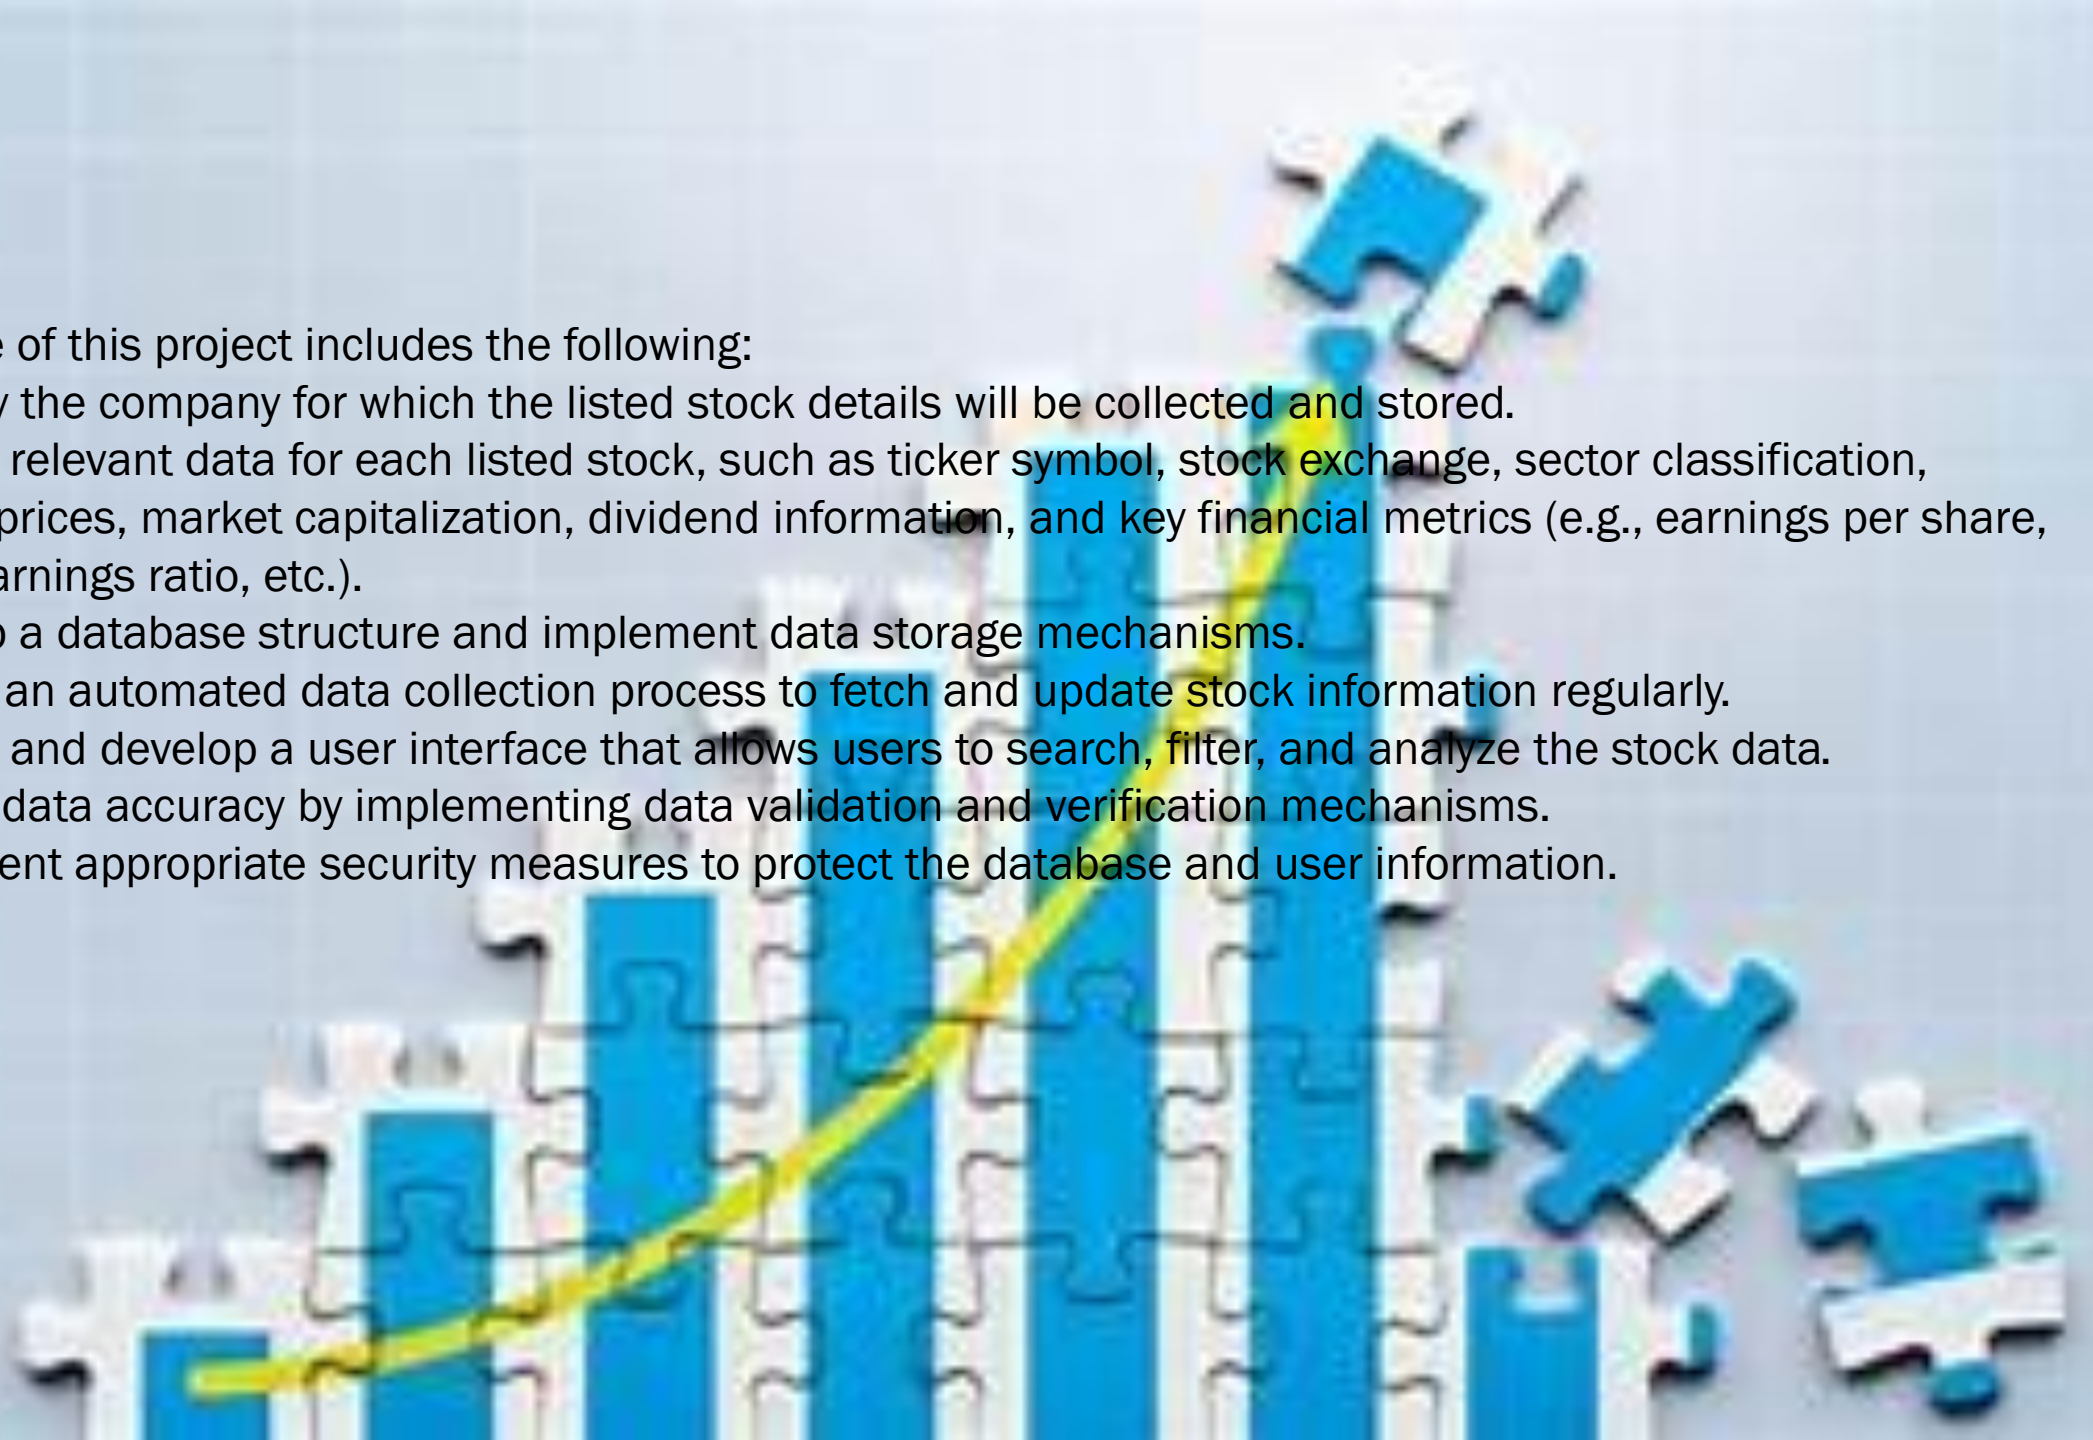 of this project includes the following:
the company for which the listed stock details will be collected and stored.
relevant data for each listed stock, such as ticker symbol, stock exchange, sector classification,
prices, market capitalization, dividend information, and key financial metrics (e.g., earnings per share,
ratio, etc.).
a database structure and implement data storage mechanisms.
an automated data collection process to fetch and update stock information regularly.
and develop a user interface that allows users to search, filter, and analyze the stock data.
data accuracy by implementing data validation and verification mechanisms.
appropriate security measures to protect the database and user information.